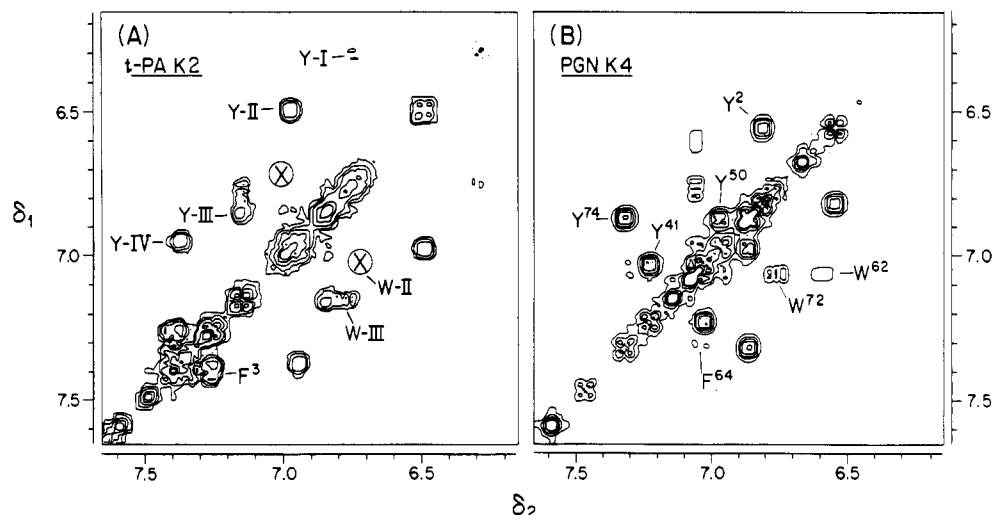 (A)
t-PA K2
Y-I
Y-II
X
Y-III
Y-IV
X
W-II
W-III
F³
(B)
PGN K4
Y²
Y⁵⁰
Y⁷⁴
Y⁴¹
W⁶²
W⁷²
F⁶⁴
δ₁
6.5
7.0
7.5
6.5
7.0
7.5
7.5 7.0 6.5
7.5 7.0 6.5
δ₂